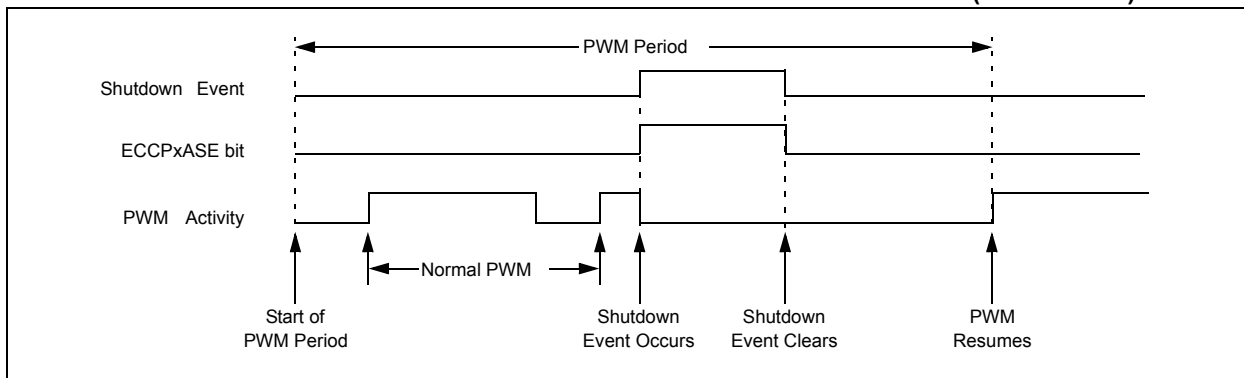 PWM Period
Shutdown Event
ECCPxASE bit
PWM Activity
Normal PWM
Start of
PWM Period
Shutdown
Event Occurs
Shutdown
Event Clears
PWM
Resumes